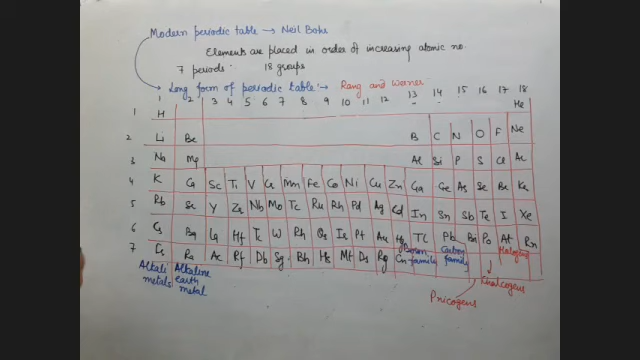 Modern periodic table → Neil Bohr
Elements are placed in order of increasing atomic no.
7 periods 18 groups
Long form of periodic table:→ Rang and Werner
1 2 3 4 5 6 7 8 9 10 11 12 13 14 15 16 17 18
1 H He
2 Li Be B C N O F Ne
3 Na Mg Al Si P S Cl Ar
4 K Ca Sc Ti V Cr Mn Fe Co Ni Cu Zn Ga Ge As Se Br Kr
5 Rb Sr Y Zr Nb Mo Tc Ru Rh Pd Ag Cd In Sn Sb Te I Xe
6 Cs Ba La Hf W Rh Os Ir Pt Au Hg Tl Pb Po At Rn
7 Ra Ac Rf Db Sg Bh Hs Mt Ds Rg Cn
Boron family
Carbon family
Halogens
Alkali metals
Alkaline earth metal
Pnicogens
Chalcogens